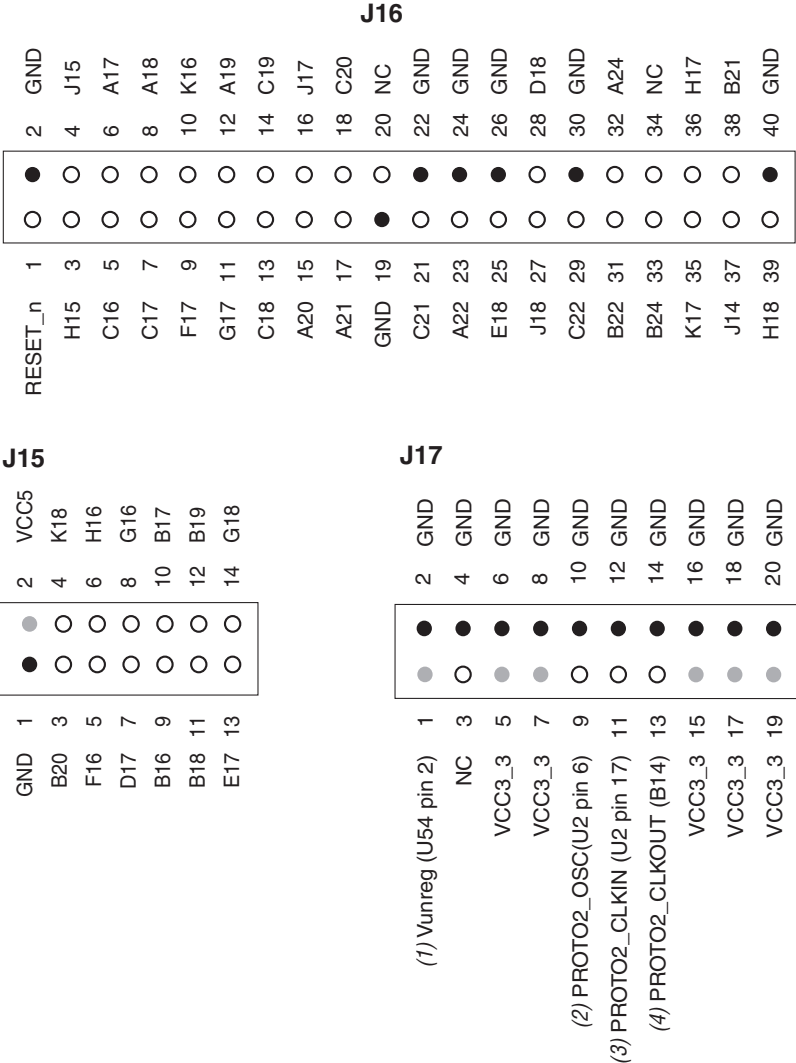 J16
2 GND
4 J15
6 A17
8 A18
10 K16
12 A19
14 C19
16 J17
18 C20
20 NC
22 GND
24 GND
26 GND
28 D18
30 GND
32 A24
34 NC
36 H17
38 B21
40 GND
RESET_n 1
H15 3
C16 5
C17 7
F17 9
G17 11
C18 13
A20 15
A21 17
GND 19
C21 21
A22 23
E18 25
J18 27
C22 29
B22 31
B24 33
K17 35
J14 37
H18 39
J15
2 VCC5
4 K18
6 H16
8 G16
10 B17
12 B19
14 G18
GND 1
B20 3
F16 5
D17 7
B16 9
B18 11
E17 13
J17
2 GND
4 GND
6 GND
8 GND
10 GND
12 GND
14 GND
16 GND
18 GND
20 GND
(1) Vunreg (U54 pin 2) 1
NC 3
VCC3_3 5
VCC3_3 7
(2) PROTO2_OSC(U2 pin 6) 9
(3) PROTO2_CLKIN (U2 pin 17) 11
(4) PROTO2_CLKOUT (B14) 13
VCC3_3 15
VCC3_3 17
VCC3_3 19